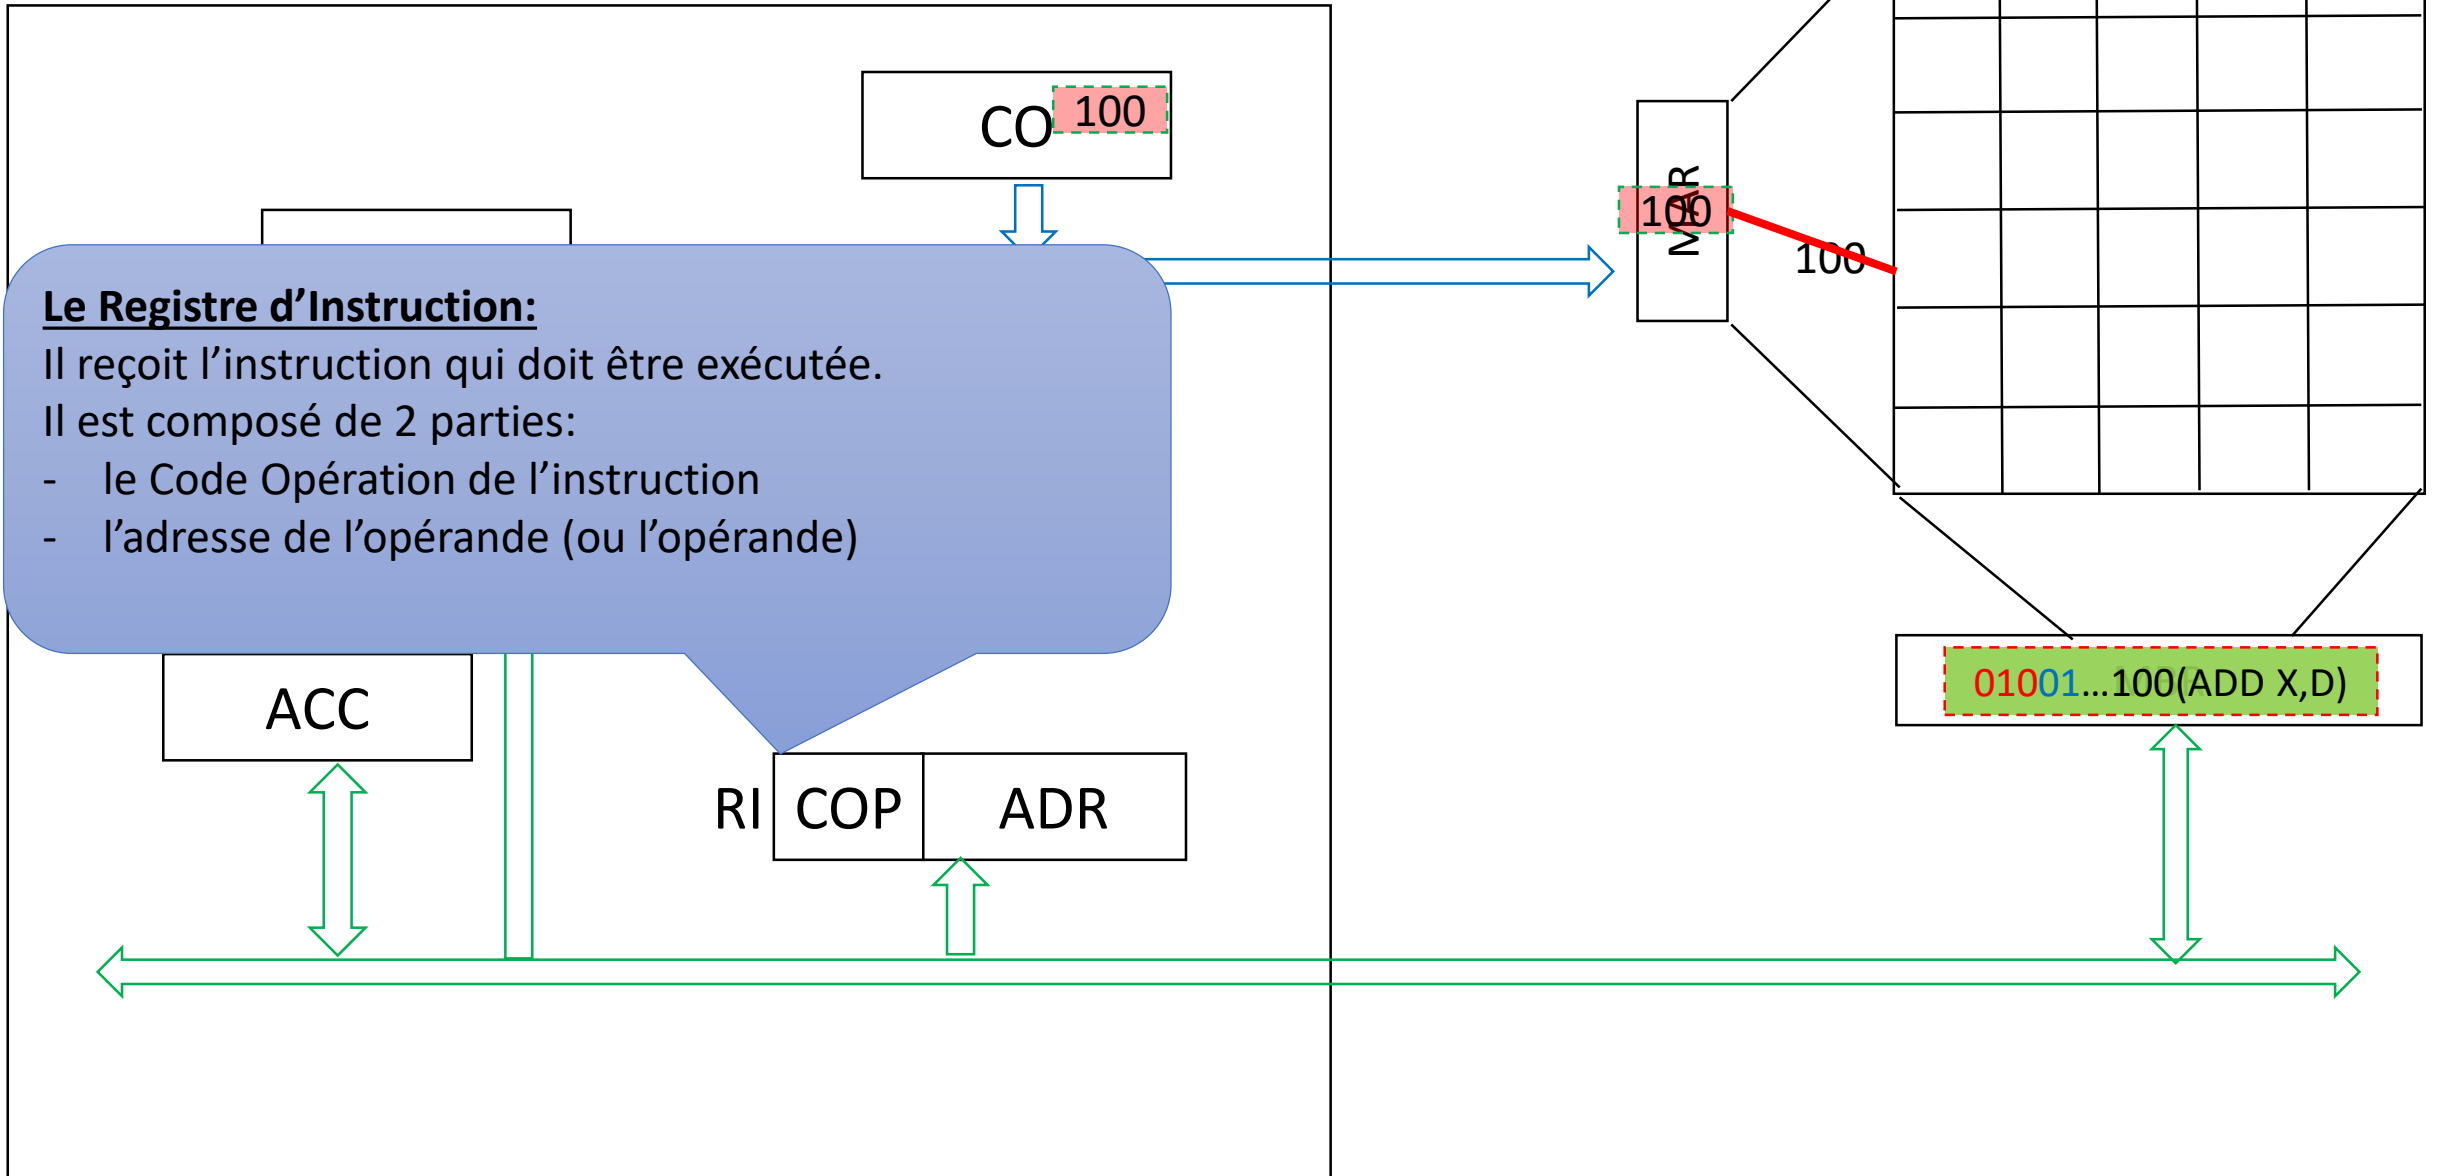 CO 100
MAR
100
100
Le Registre d’Instruction:
Il reçoit l’instruction qui doit être exécutée.
Il est composé de 2 parties:
- le Code Opération de l’instruction
- l’adresse de l’opérande (ou l’opérande)
01001...100(ADD X,D)
ACC
RI COP ADR